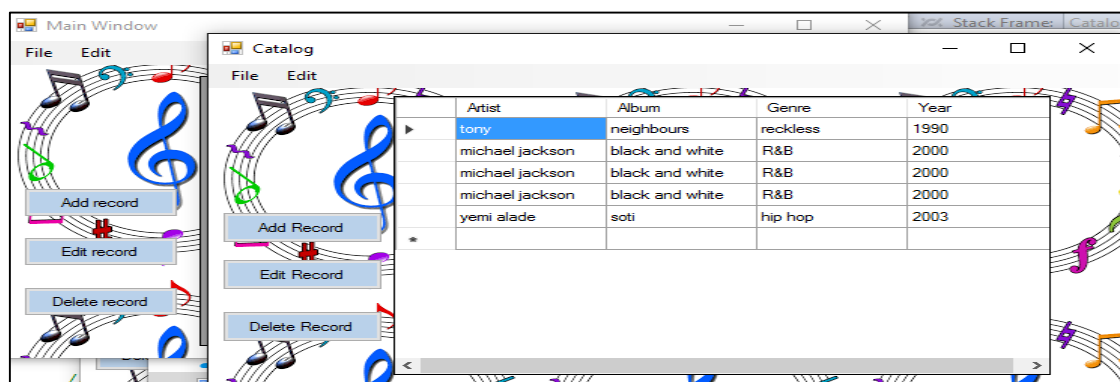 Main Window
File Edit
Add record
Edit record
Delete record
Stack Frame: Catalo
Catalog
File Edit
Add Record
Edit Record
Delete Record
Artist Album Genre Year
tony neighbours reckless 1990
michael jackson black and white R&B 2000
michael jackson black and white R&B 2000
michael jackson black and white R&B 2000
yemi alade soti hip hop 2003